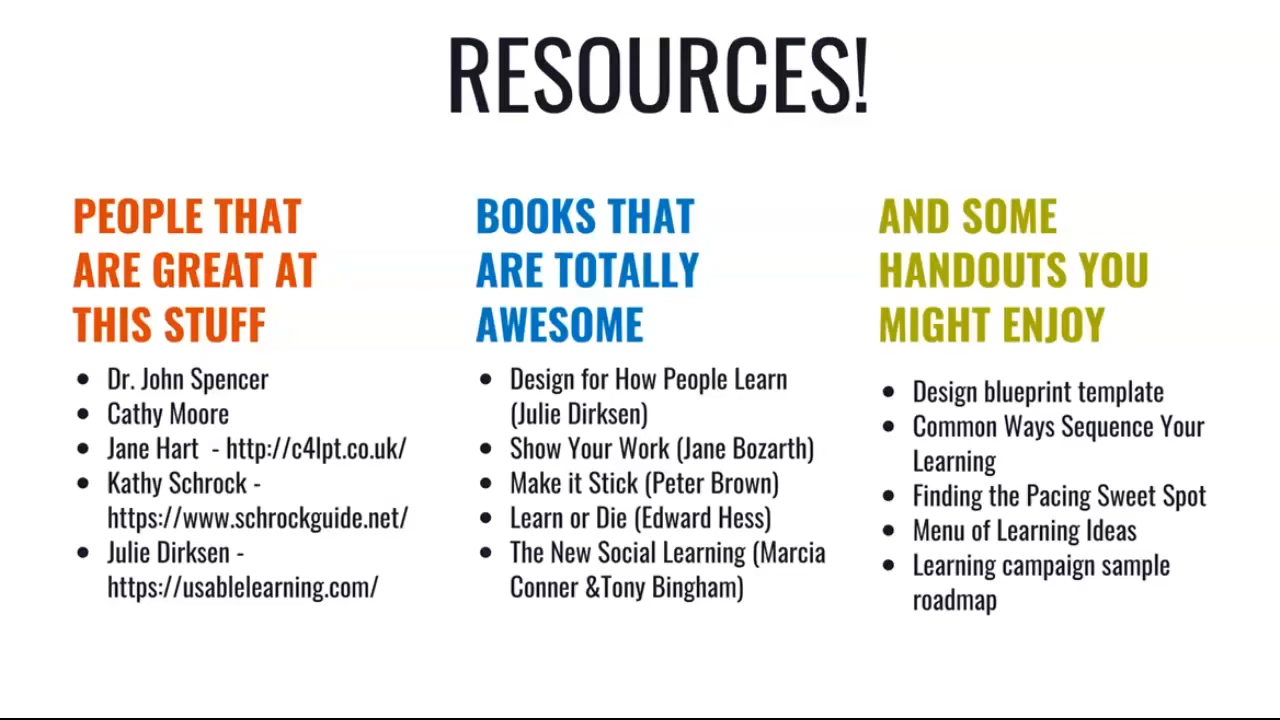 RESOURCES!
PEOPLE THAT
ARE GREAT AT
THIS STUFF
• Dr. John Spencer
• Cathy Moore
• Jane Hart  - http://c4lpt.co.uk/
• Kathy Schrock -
https://www.schrockguide.net/
• Julie Dirksen -
https://usablelearning.com/
BOOKS THAT
ARE TOTALLY
AWESOME
• Design for How People Learn
(Julie Dirksen)
• Show Your Work (Jane Bozarth)
• Make it Stick (Peter Brown)
• Learn or Die (Edward Hess)
• The New Social Learning (Marcia
Conner &Tony Bingham)
AND SOME
HANDOUTS YOU
MIGHT ENJOY
• Design blueprint template
• Common Ways Sequence Your
Learning
• Finding the Pacing Sweet Spot
• Menu of Learning Ideas
• Learning campaign sample
roadmap